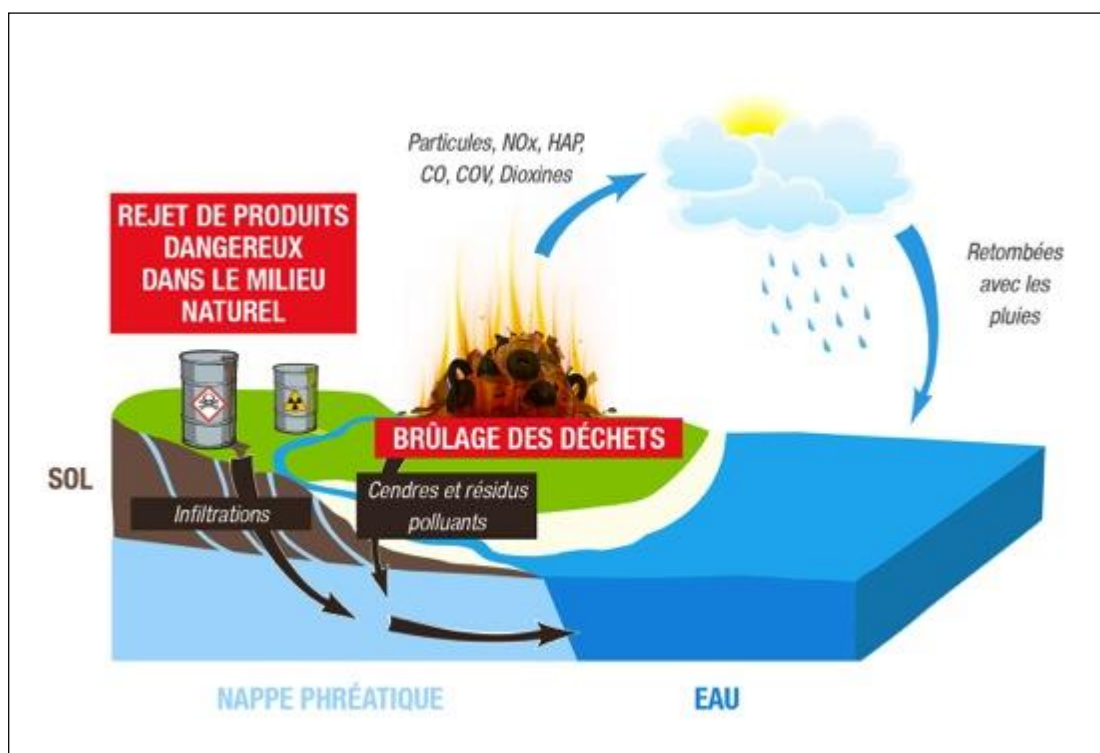 Particules, NOx, HAP,
CO, COV, Dioxines
REJET DE PRODUITS
DANGEREUX
DANS LE MILIEU
NATUREL
Retombées
avec les
pluies
BRÛLAGE DES DÉCHETS
SOL
Cendres et résidus
polluants
Infiltrations
NAPPE PHRÉATIQUE
EAU